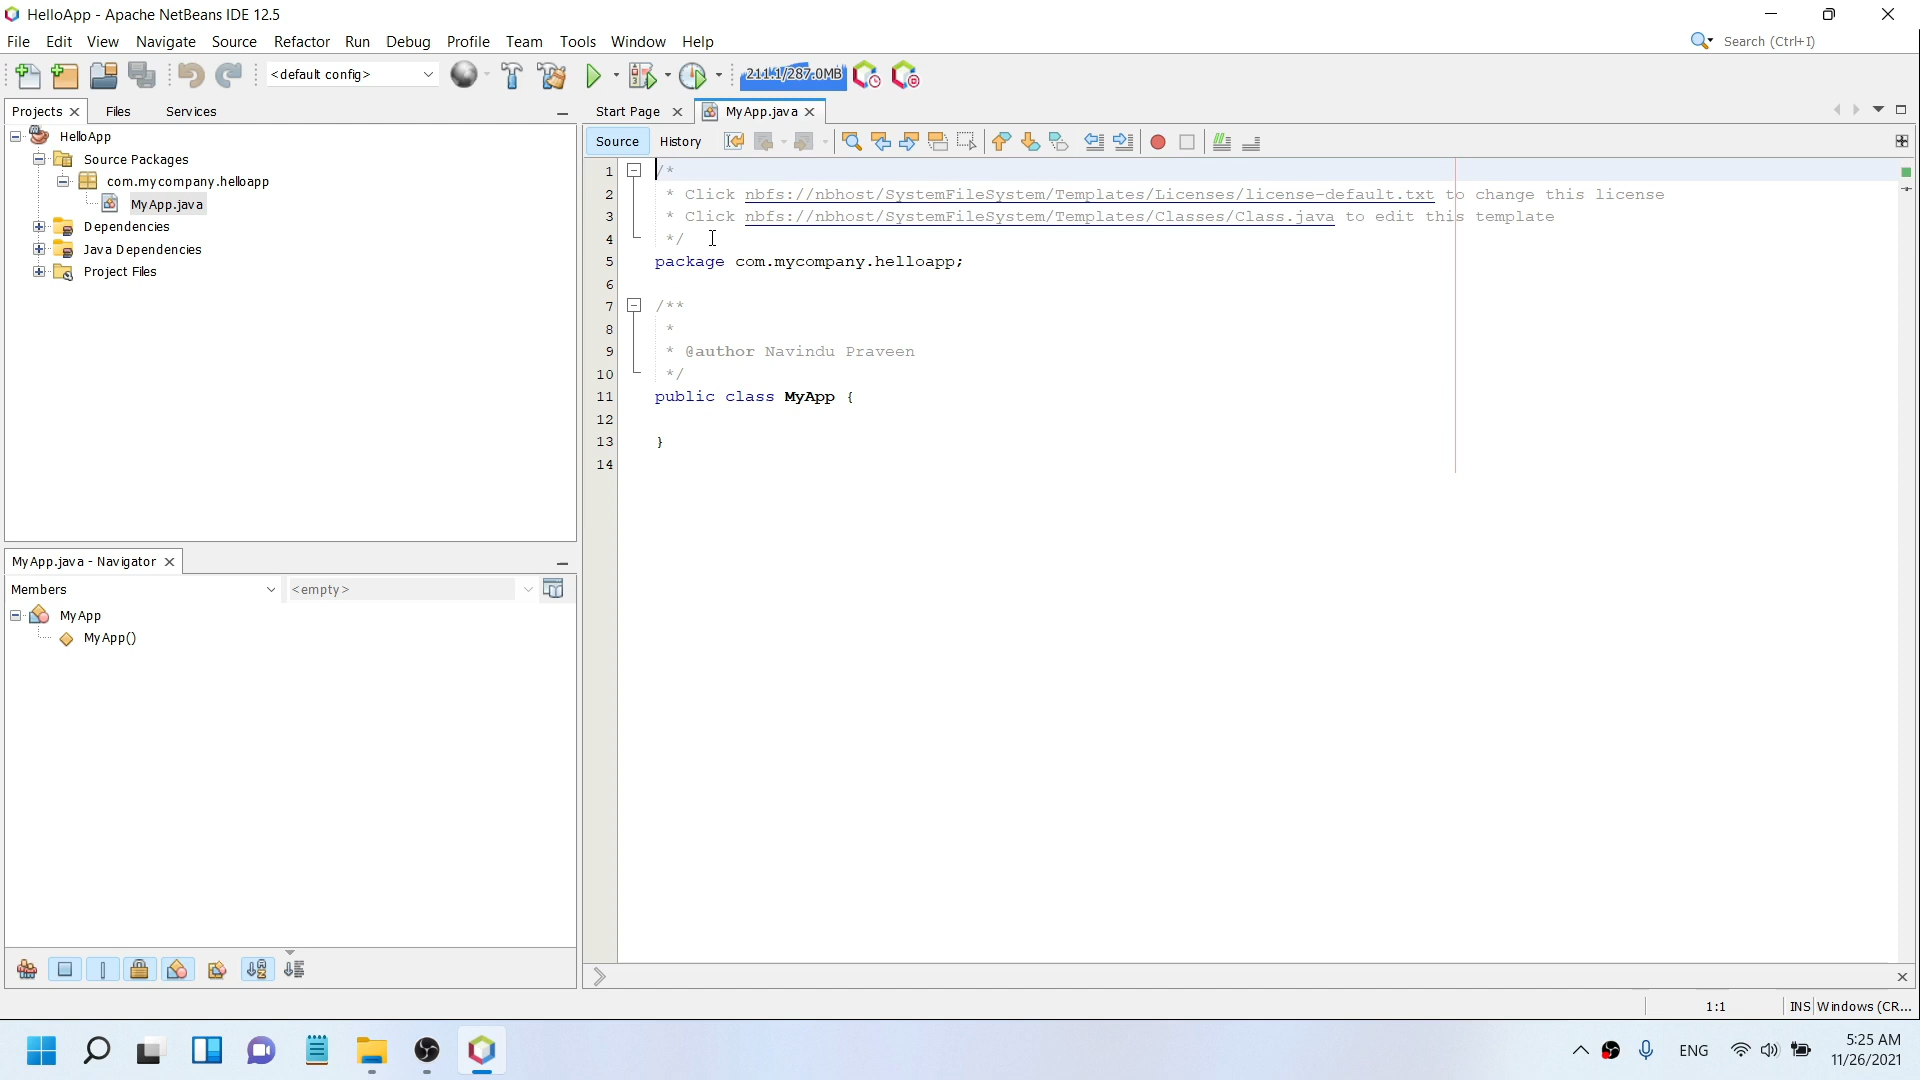 HelloApp - Apache NetBeans IDE 12.5
File Edit View Navigate Source Refactor Run Debug Profile Team Tools Window Help
Search (Ctrl+I)
<default config>
211.1/287.0MB
Projects Files Services
Start Page MyApp.java
Source History
HelloApp
Source Packages
com.mycompany.helloapp
MyApp.java
Dependencies
Java Dependencies
Project Files
1 /*
2 * Click nbfs://nbhost/SystemFileSystem/Templates/Licenses/license-default.txt to change this license
3 * Click nbfs://nbhost/SystemFileSystem/Templates/Classes/Class.java to edit this template
4 */
5 package com.mycompany.helloapp;
6
7 /**
8 *
9 * @author Navindu Praveen
10 */
11 public class MyApp {
12
13 }
14
MyApp.java - Navigator
Members <empty>
MyApp
MyApp()
1:1 INS Windows (CR...
ENG
5:25 AM
11/26/2021